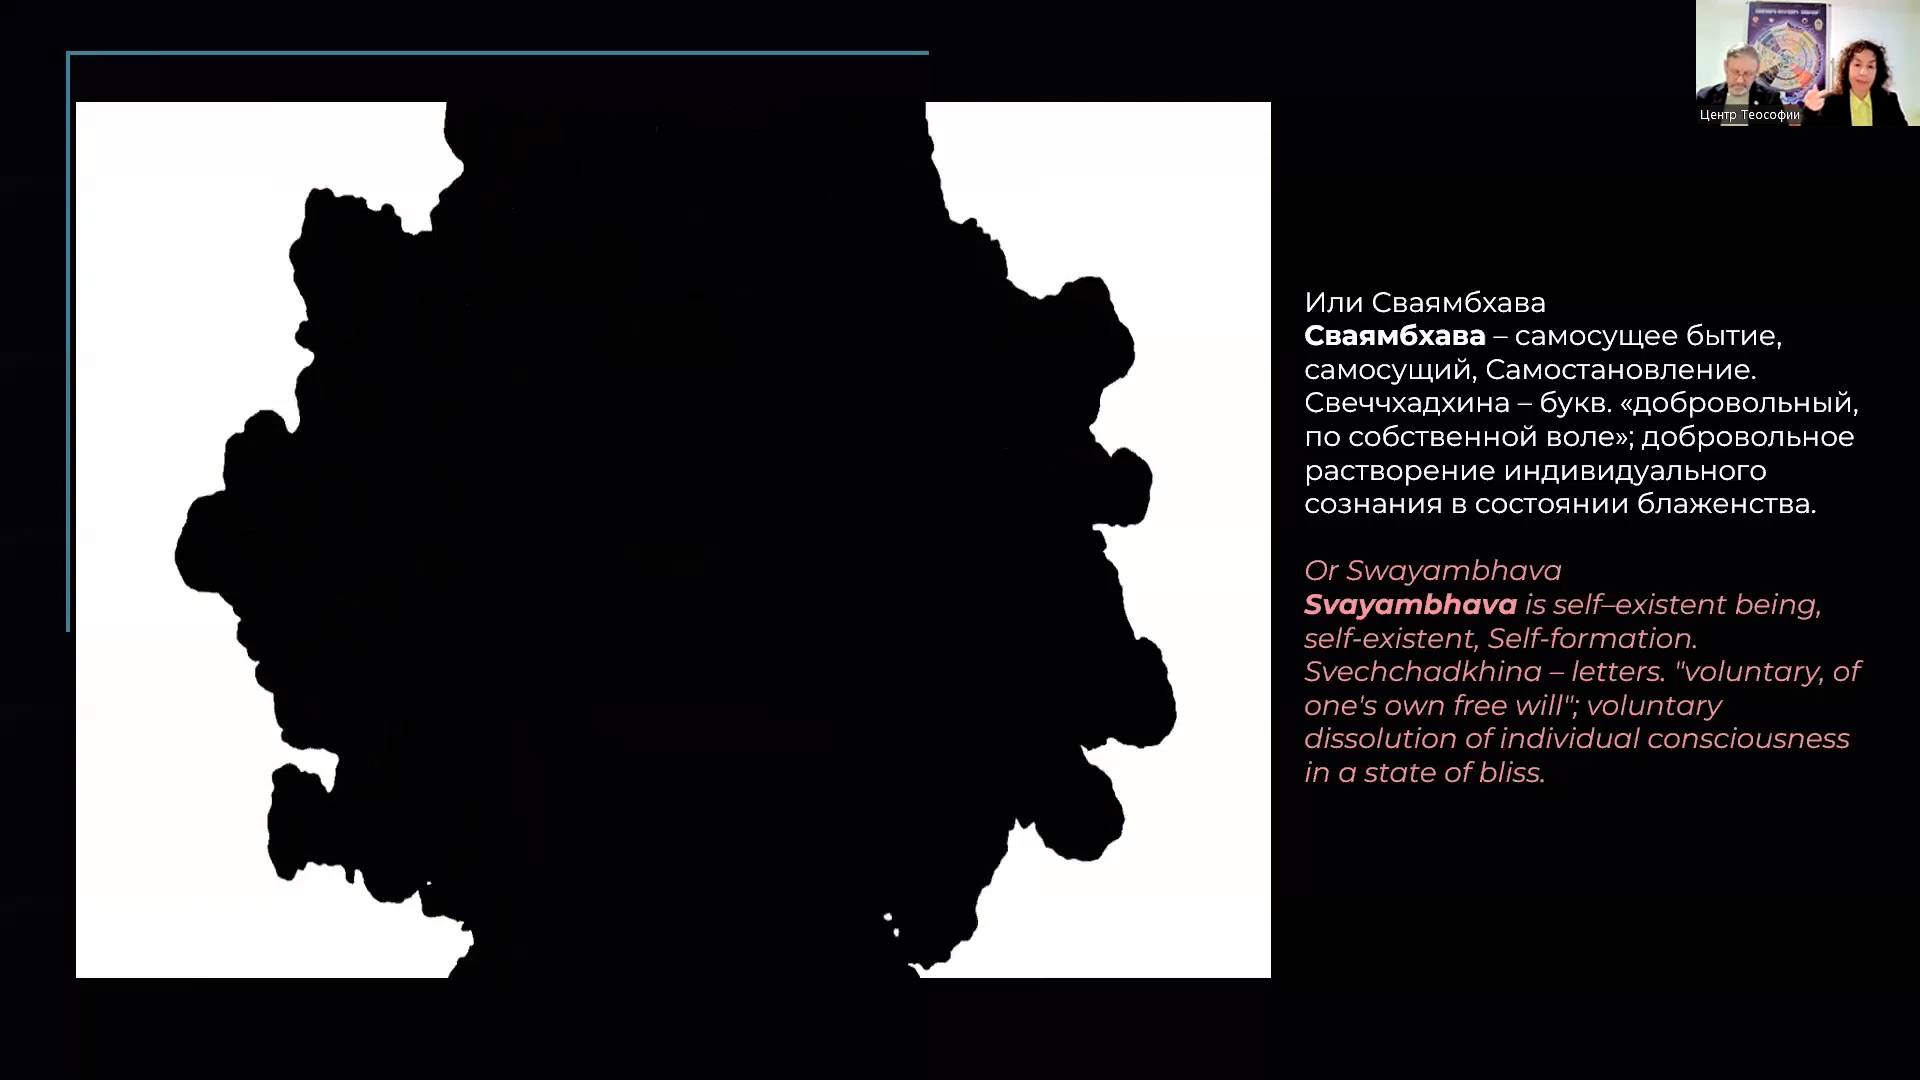 Центр Теософии
Или Сваямбхава
Сваямбхава – самосущее бытие,
самосущий, Самостановление.
Свеччхадхина – букв. «добровольный,
по собственной воле»; добровольное
растворение индивидуального
сознания в состоянии блаженства.
Or Swayambhava
Svayambhava is self–existent being,
self-existent, Self-formation.
Svechchadkhina – letters. "voluntary, of
one's own free will"; voluntary
dissolution of individual consciousness
in a state of bliss.